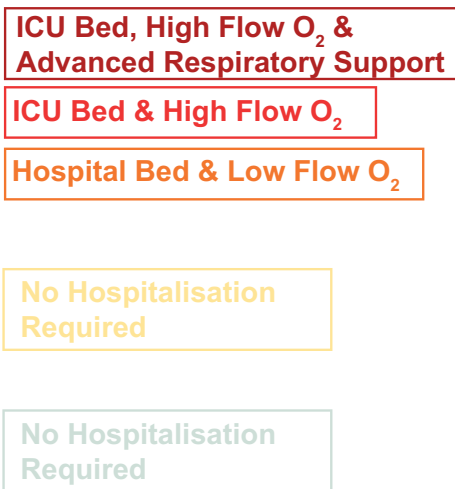 ICU Bed, High Flow O₂ &
Advanced Respiratory Support
ICU Bed & High Flow O₂
Hospital Bed & Low Flow O₂
No Hospitalisation
Required
No Hospitalisation
Required